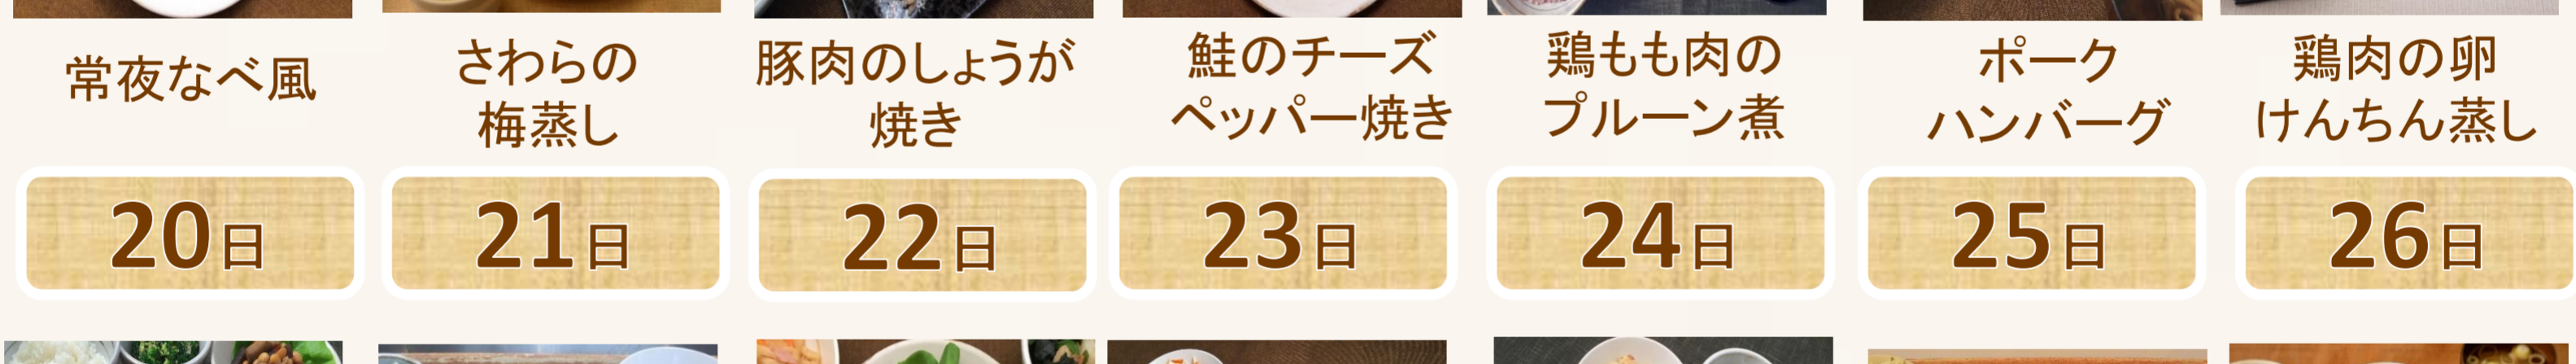 常夜なべ風
さわらの
梅蒸し
豚肉のしょうが
焼き
鮭のチーズ
ペッパー焼き
鶏もも肉の
プルーン煮
ポーク
ハンバーグ
鶏肉の卵
けんちん蒸し
20日
21日
22日
23日
24日
25日
26日